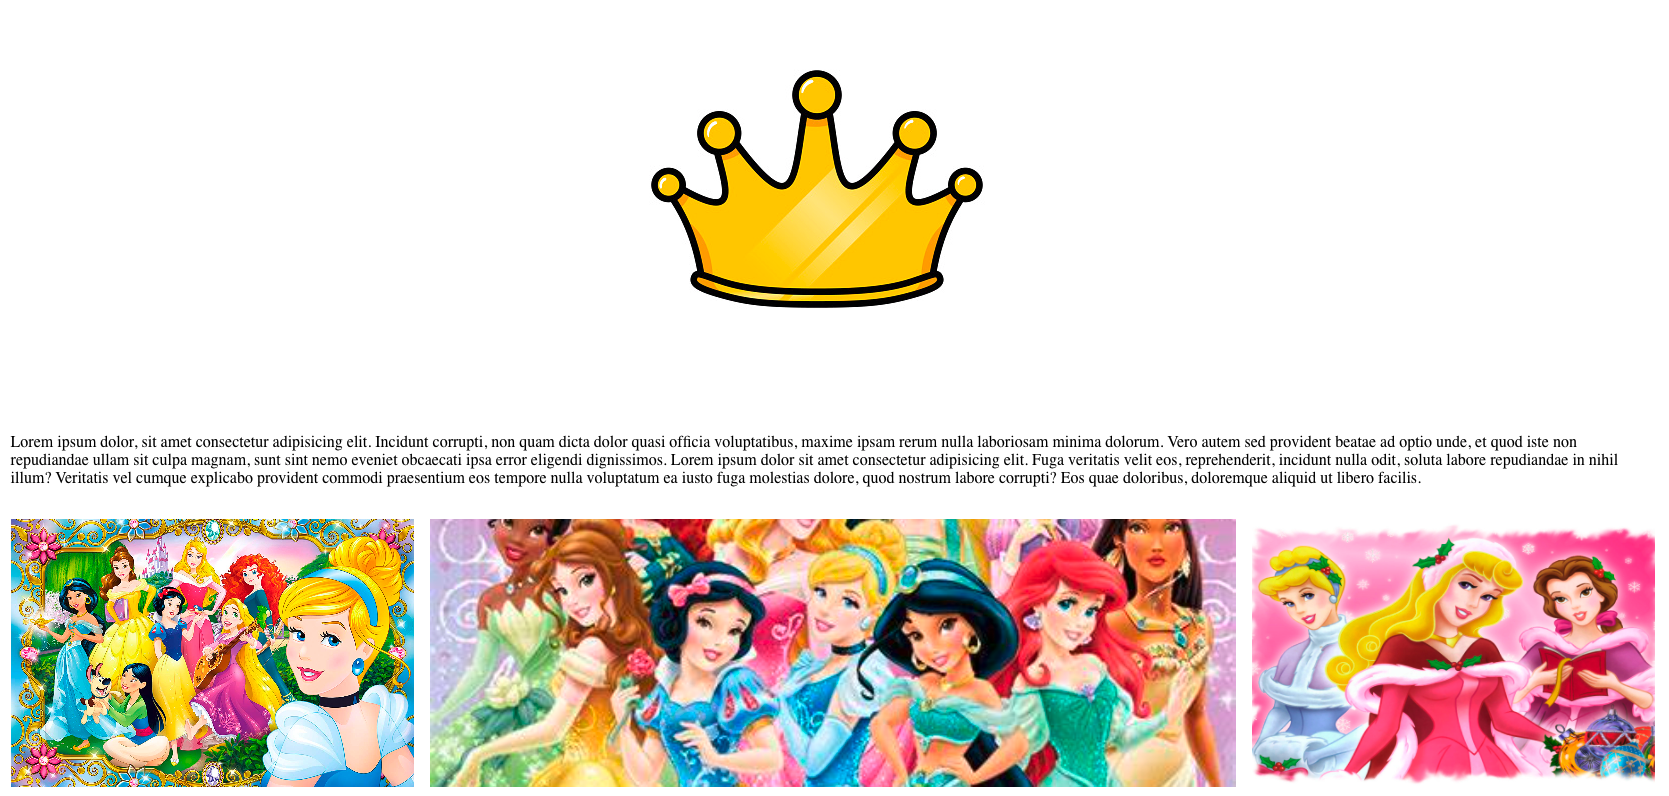 Lorem ipsum dolor, sit amet consectetur adipisicing elit. Incidunt corrupti, non quam dicta dolor quasi officia voluptatibus, maxime ipsam rerum nulla laboriosam minima dolorum. Vero autem sed provident beatae ad optio unde, et quod iste non
repudiandae ullam sit culpa magnam, sunt sint nemo eveniet obcaecati ipsa error eligendi dignissimos. Lorem ipsum dolor sit amet consectetur adipisicing elit. Fuga veritatis velit eos, reprehenderit, incidunt nulla odit, soluta labore repudiandae in nihil
illum? Veritatis vel cumque explicabo provident commodi praesentium eos tempore nulla voluptatum ea iusto fuga molestias dolore, quod nostrum labore corrupti? Eos quae doloribus, doloremque aliquid ut libero facilis.